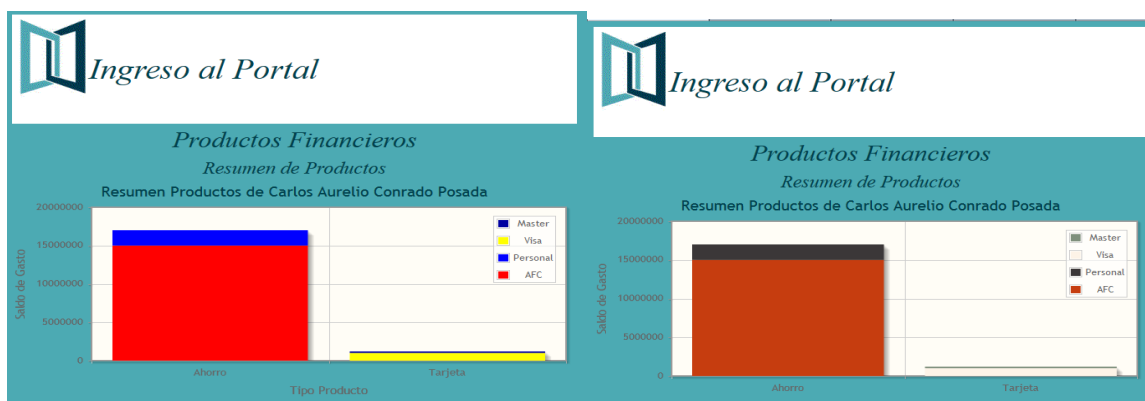 Ingreso al Portal
Productos Financieros
Resumen de Productos
Resumen Productos de Carlos Aurelio Conrado Posada
20000000
15000000
10000000
5000000
0
Saldo de Gasto
Master
Visa
Personal
AFC
Ahorro
Tarjeta
Tipo Producto
Ingreso al Portal
Productos Financieros
Resumen de Productos
Resumen Productos de Carlos Aurelio Conrado Posada
20000000
15000000
10000000
5000000
0
Saldo de Gasto
Master
Visa
Personal
AFC
Ahorro
Tarjeta